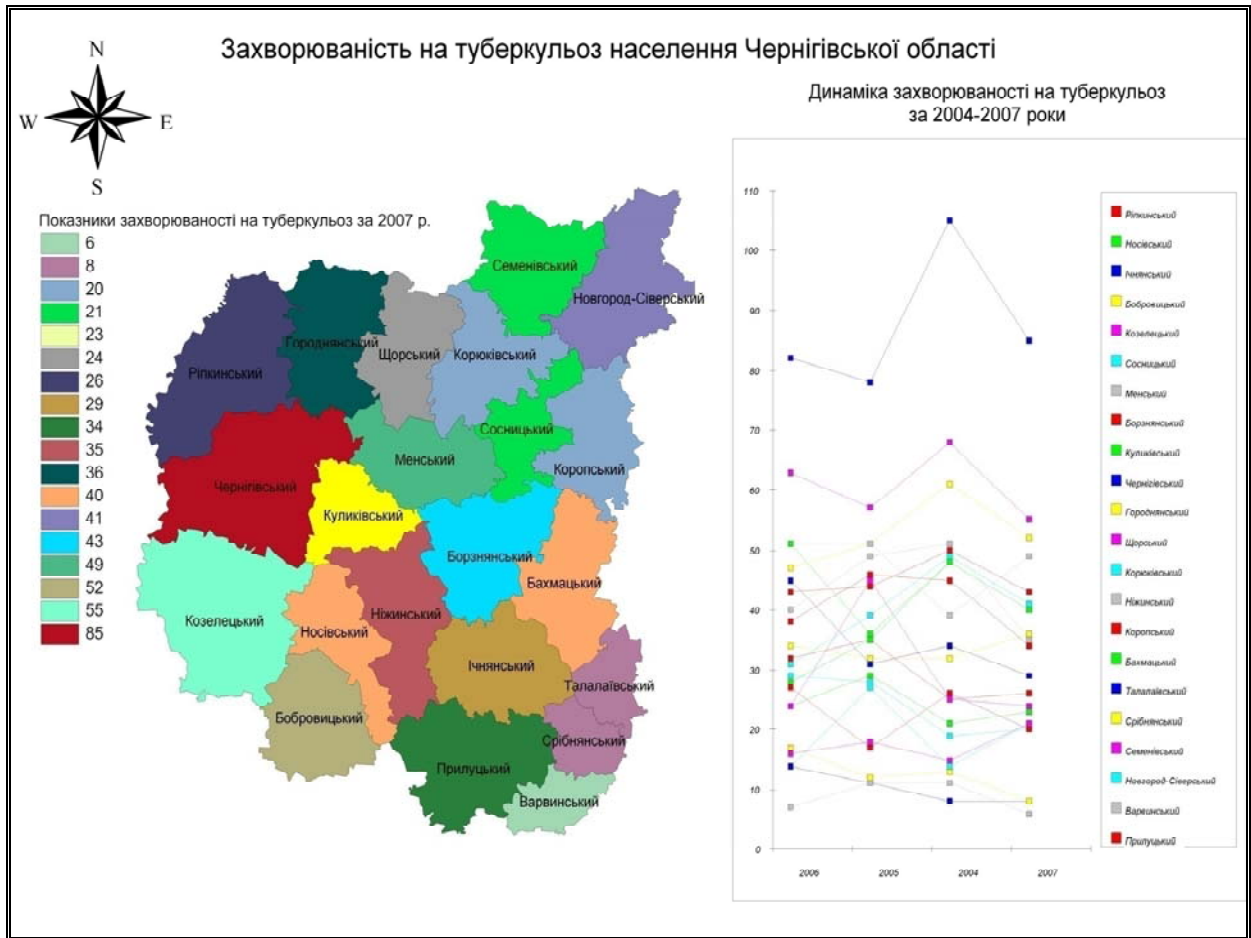 Захворюваність на туберкульоз населення Чернігівської області
N
W
E
S
Показники захворюваності на туберкульоз за 2007 р.
6
8
20
21
23
24
26
29
34
35
36
40
41
43
49
52
55
85
Семенівський
Новгород-Сіверський
Городнянський
Щорський
Корюківський
Ріпкинський
Сосницький
Менський
Коропський
Чернігівський
Куликівський
Борзнянський
Бахмацький
Козелецький
Носівський
Ніжинський
Ічнянський
Талалаївський
Бобровицький
Срібнянський
Прилуцький
Варвинський
Динаміка захворюваності на туберкульоз
за 2004-2007 роки
110
100
90
80
70
60
50
40
30
20
10
0
2006
2005
2004
2007
Ріпкинський
Носівський
Ічнянський
Бобровицький
Козелецький
Сосницький
Менський
Борзнянський
Куликівський
Чернігівський
Городнянський
Щорський
Корюківський
Ніжинський
Коропський
Бахмацький
Талалаївський
Срібнянський
Семенівський
Новгород-Сіверський
Варвинський
Прилуцький